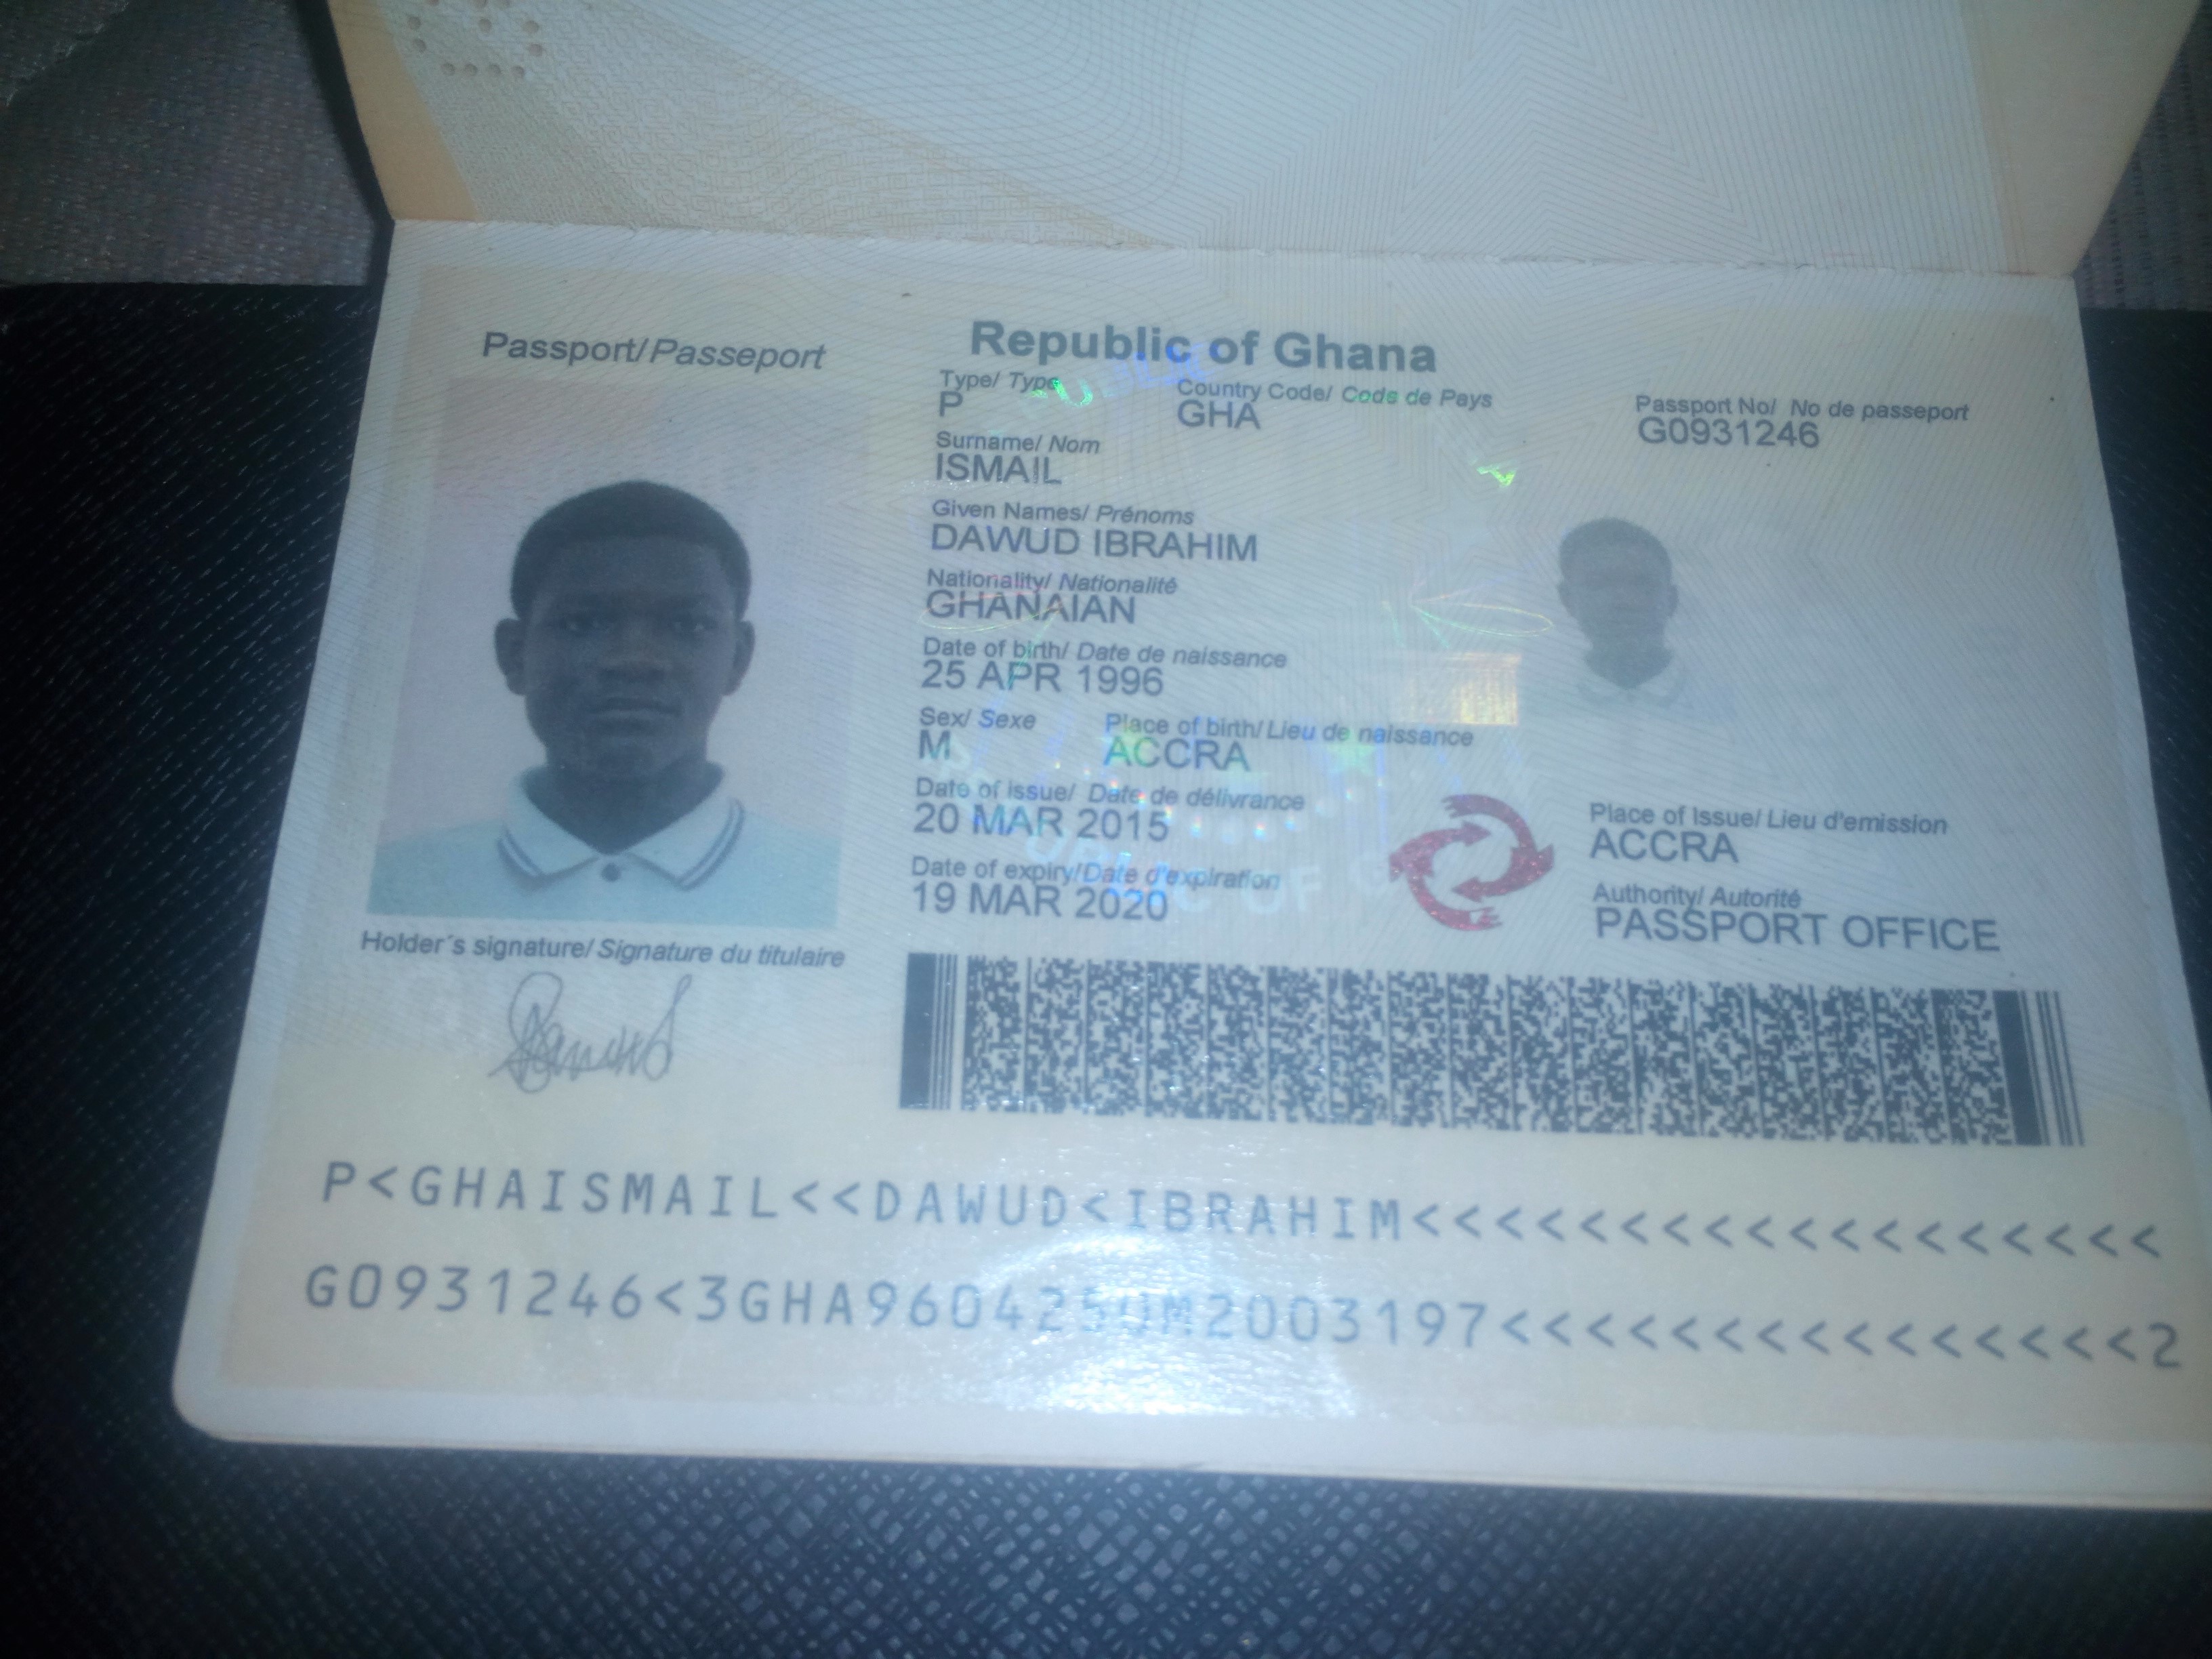 Passport/Passeport
Republic of Ghana
Type/ Type
P
Country Code/ Code de Pays
GHA
Passport No/ No de passeport
G0931246
Surname/ Nom
ISMAIL
Given Names/ Prénoms
DAWUD IBRAHIM
Nationality/ Nationalité
GHANAIAN
Date of birth/ Date de naissance
25 APR 1996
Sex/ Sexe
M
Place of birth/ Lieu de naissance
ACCRA
Date of issue/ Date de délivrance
20 MAR 2015
Date of expiry/Date d'expiration
19 MAR 2020
Place of Issue/ Lieu d'emission
ACCRA
Authority/ Autorité
PASSPORT OFFICE
Holder´s signature/ Signature du titulaire
P<GHAISMAIL<<DAWUD<IBRAHIM<<<<<<<<<<<<<<<<<<
G0931246<3GHA9604250M2003197<<<<<<<<<<<<<<<2